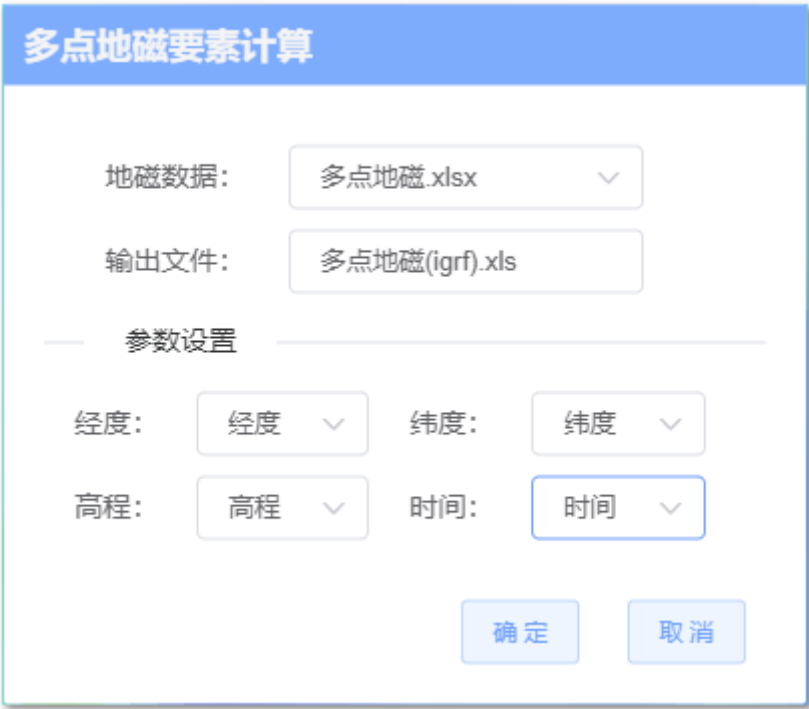 多点地磁要素计算
地磁数据： 多点地磁.xlsx
输出文件： 多点地磁(igrf).xls
参数设置
经度： 经度 纬度： 纬度
高程： 高程 时间： 时间
确定 取消